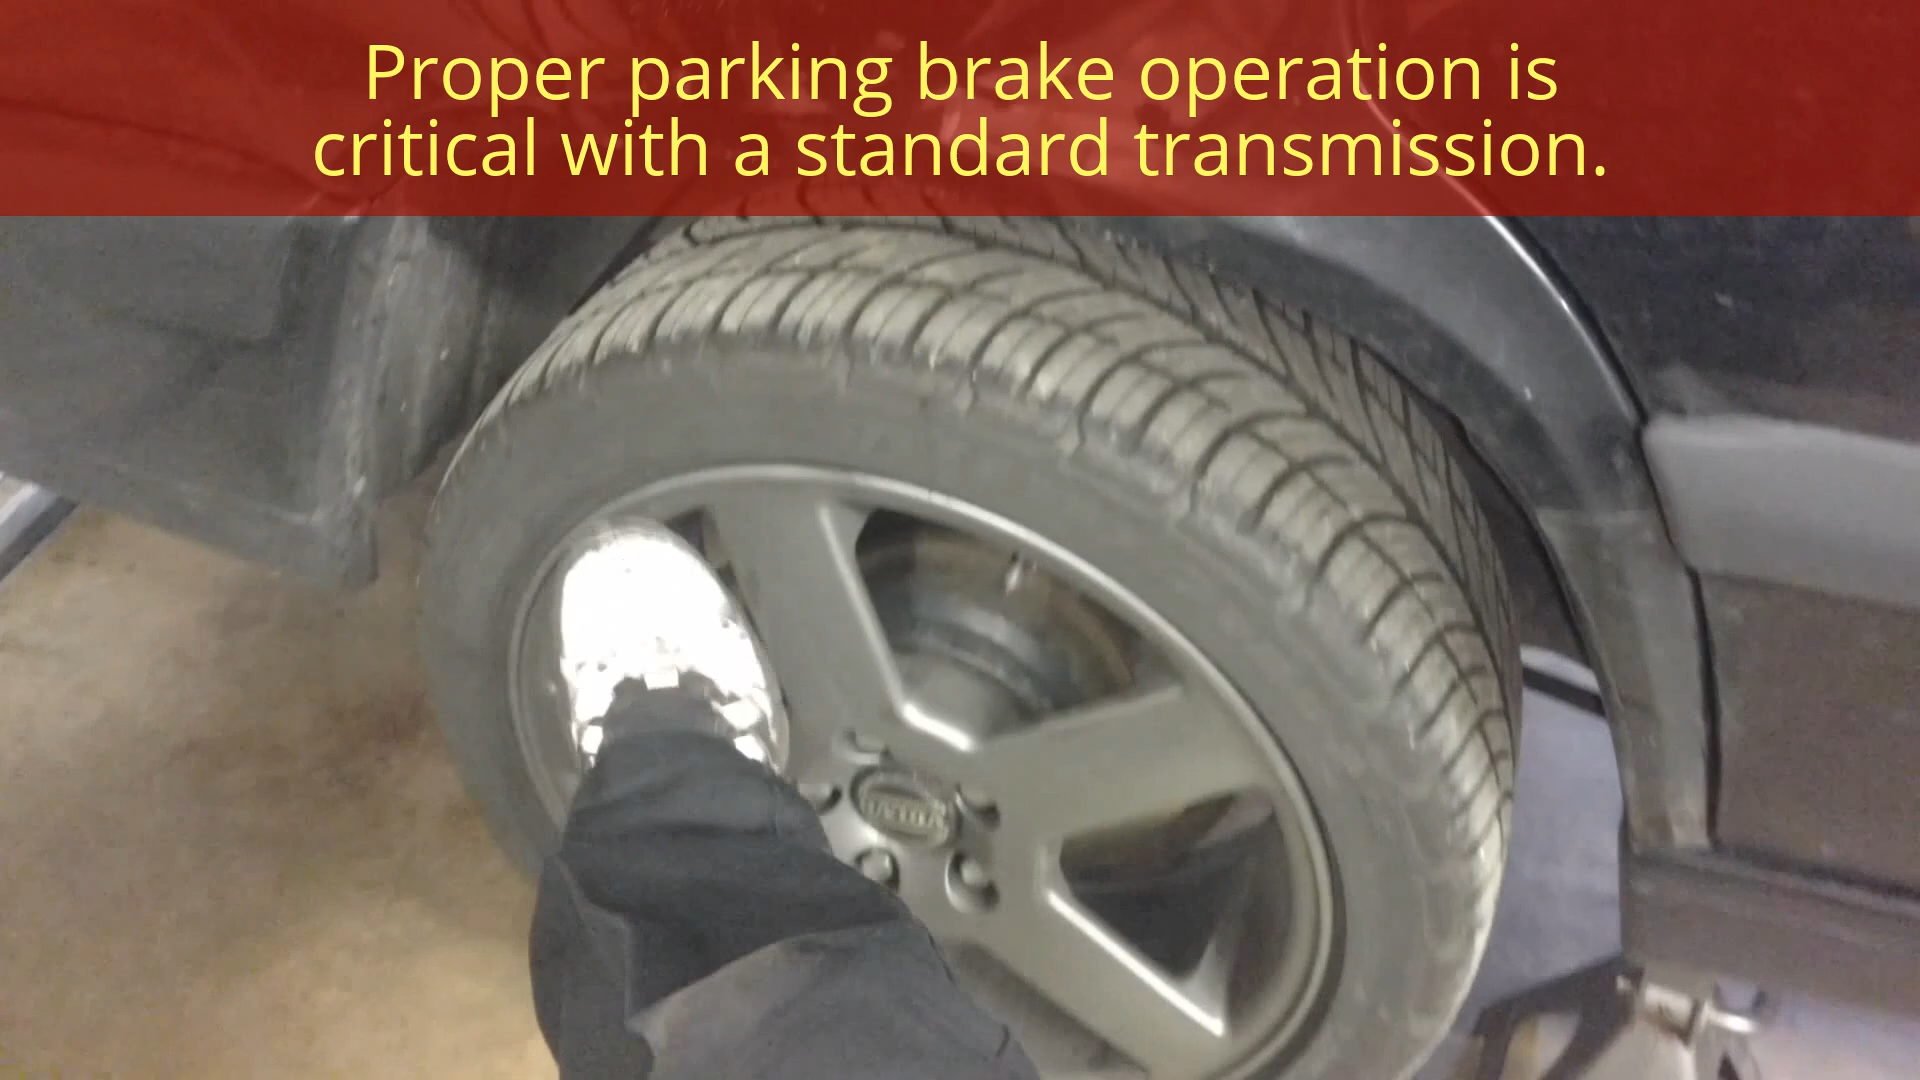 Proper parking brake operation is
critical with a standard transmission.